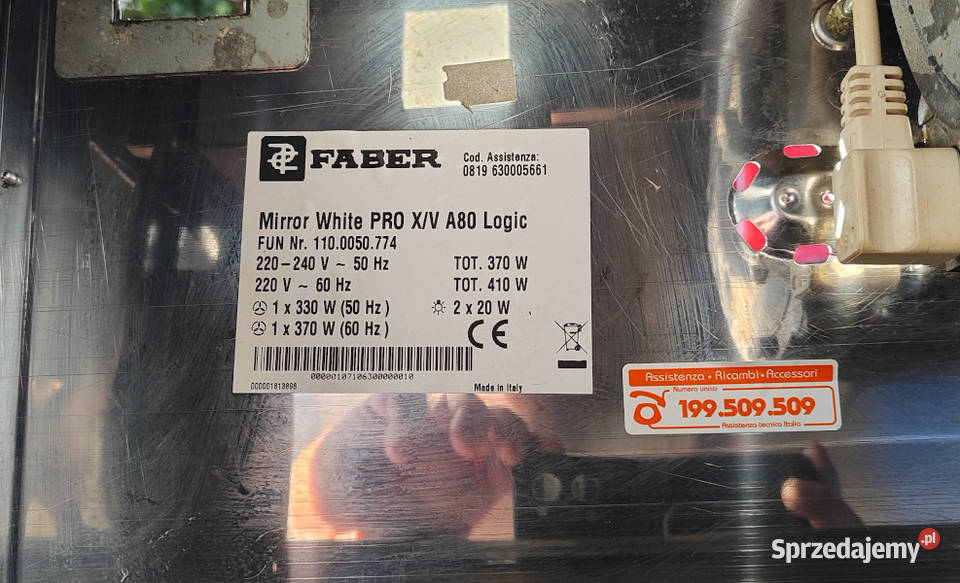 FABER
Cod. Assistenza:
0819 630005661
Mirror White PRO X/V A80 Logic
FUN Nr. 110.0050.774
220-240 V ~ 50 Hz TOT. 370 W
220 V ~ 60 Hz TOT. 410 W
1 x 330 W (50 Hz) 2 x 20 W
1 x 370 W (60 Hz) CE
00000107106300000010
000001813098
Made in Italy
Assistenza • Ricambi • Accessori
Numero unico
199.509.509
Assistenza tecnica Italia
Sprzedajemy.pl